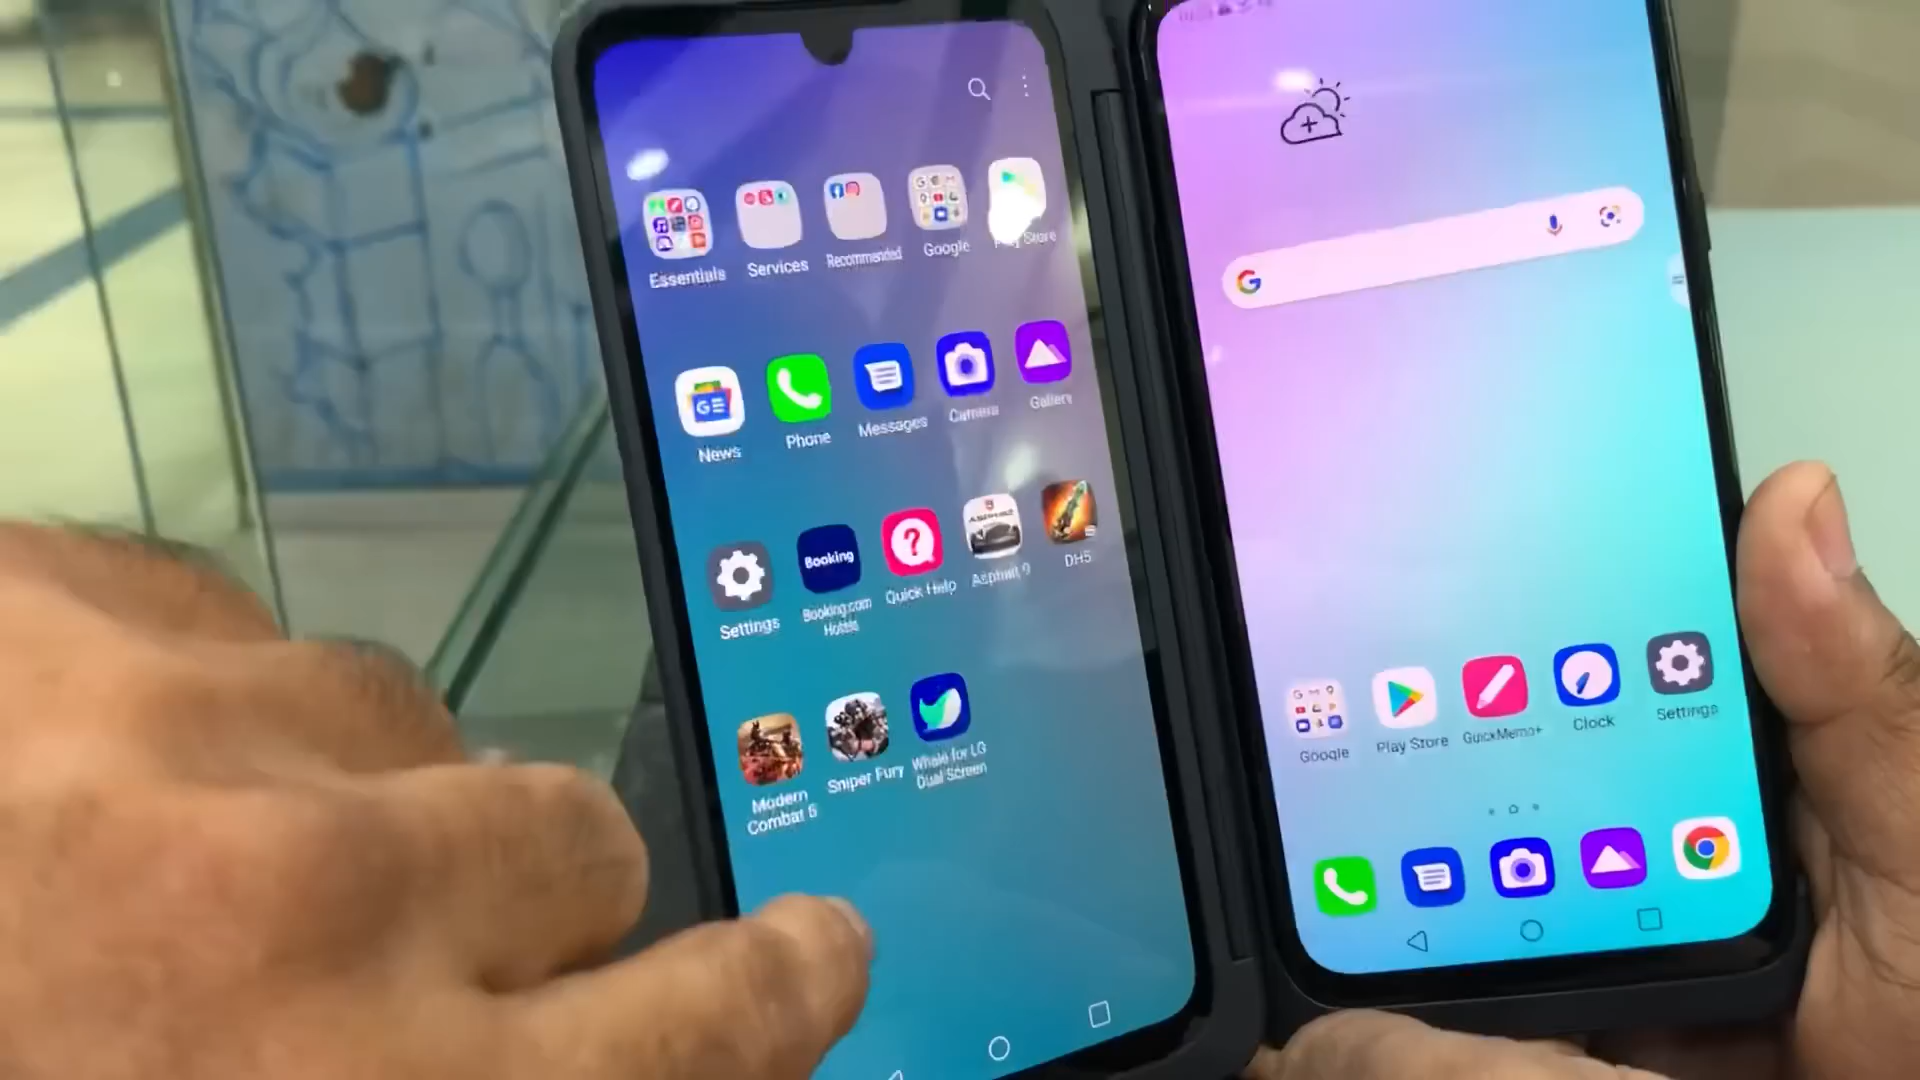 Essentials
Services
Recommended
Google
Play Store
News
Phone
Messages
Camera
Gallery
Settings
Booking
Booking.com
Hotels
Quick Help
Asphalt 9
DH5
Modern
Combat 5
Sniper Fury
Whale for LG
Dual Screen
Google
Play Store
QuickMemo+
Clock
Settings